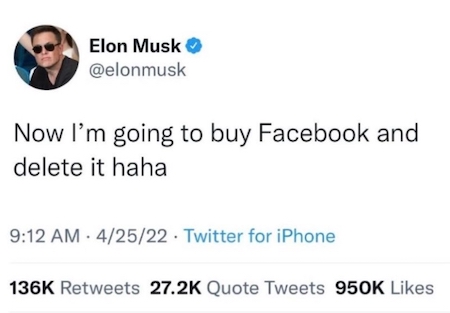 Elon Musk
@elonmusk
Now I’m going to buy Facebook and
delete it haha
9:12 AM · 4/25/22 · Twitter for iPhone
136K Retweets 27.2K Quote Tweets 950K Likes